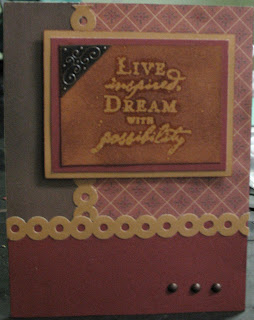 LIVE
inspired,
DREAM
WITH
possibility